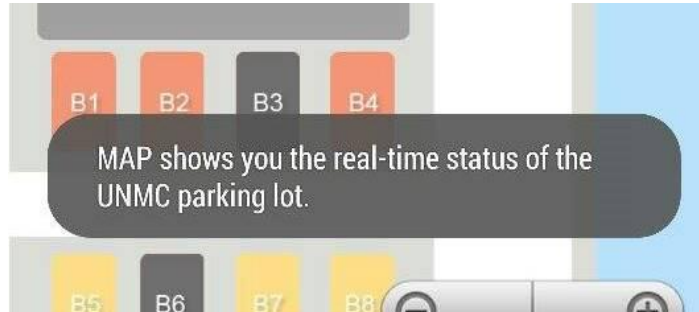 B1 B2 B3 B4
MAP shows you the real-time status of the
UNMC parking lot.
B5 B6 B7 B8